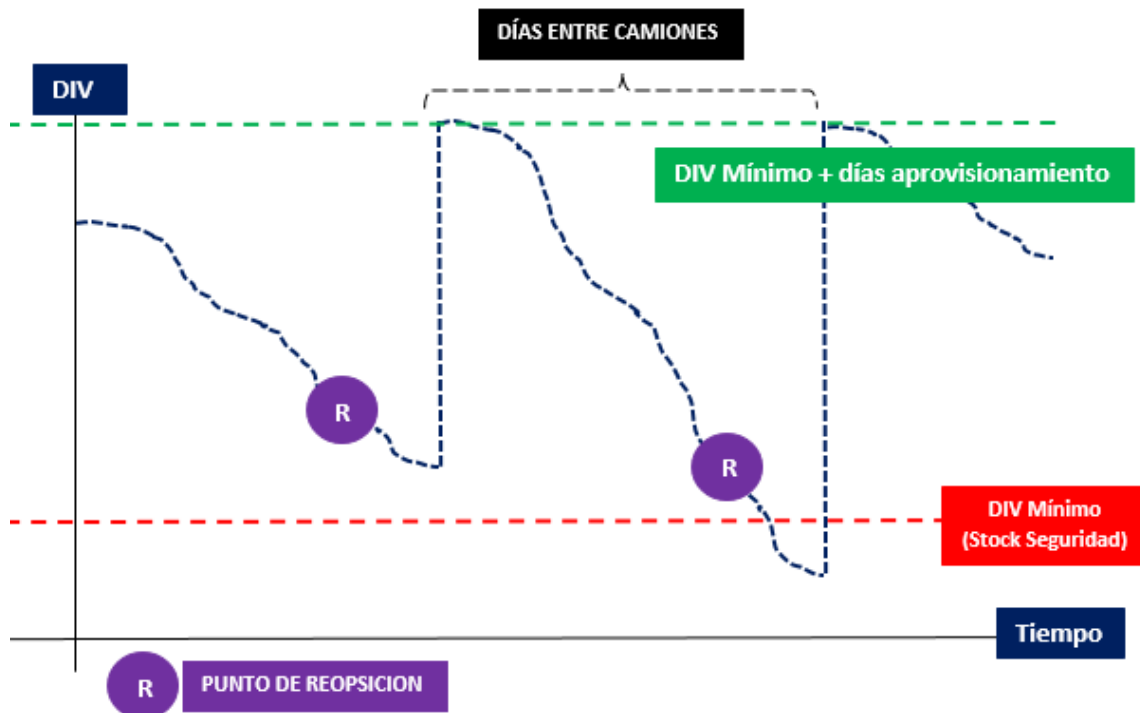 DÍAS ENTRE CAMIONES
DIV
DIV Mínimo + días aprovisionamiento
R
R
DIV Mínimo
(Stock Seguridad)
Tiempo
R
PUNTO DE REOPSICION